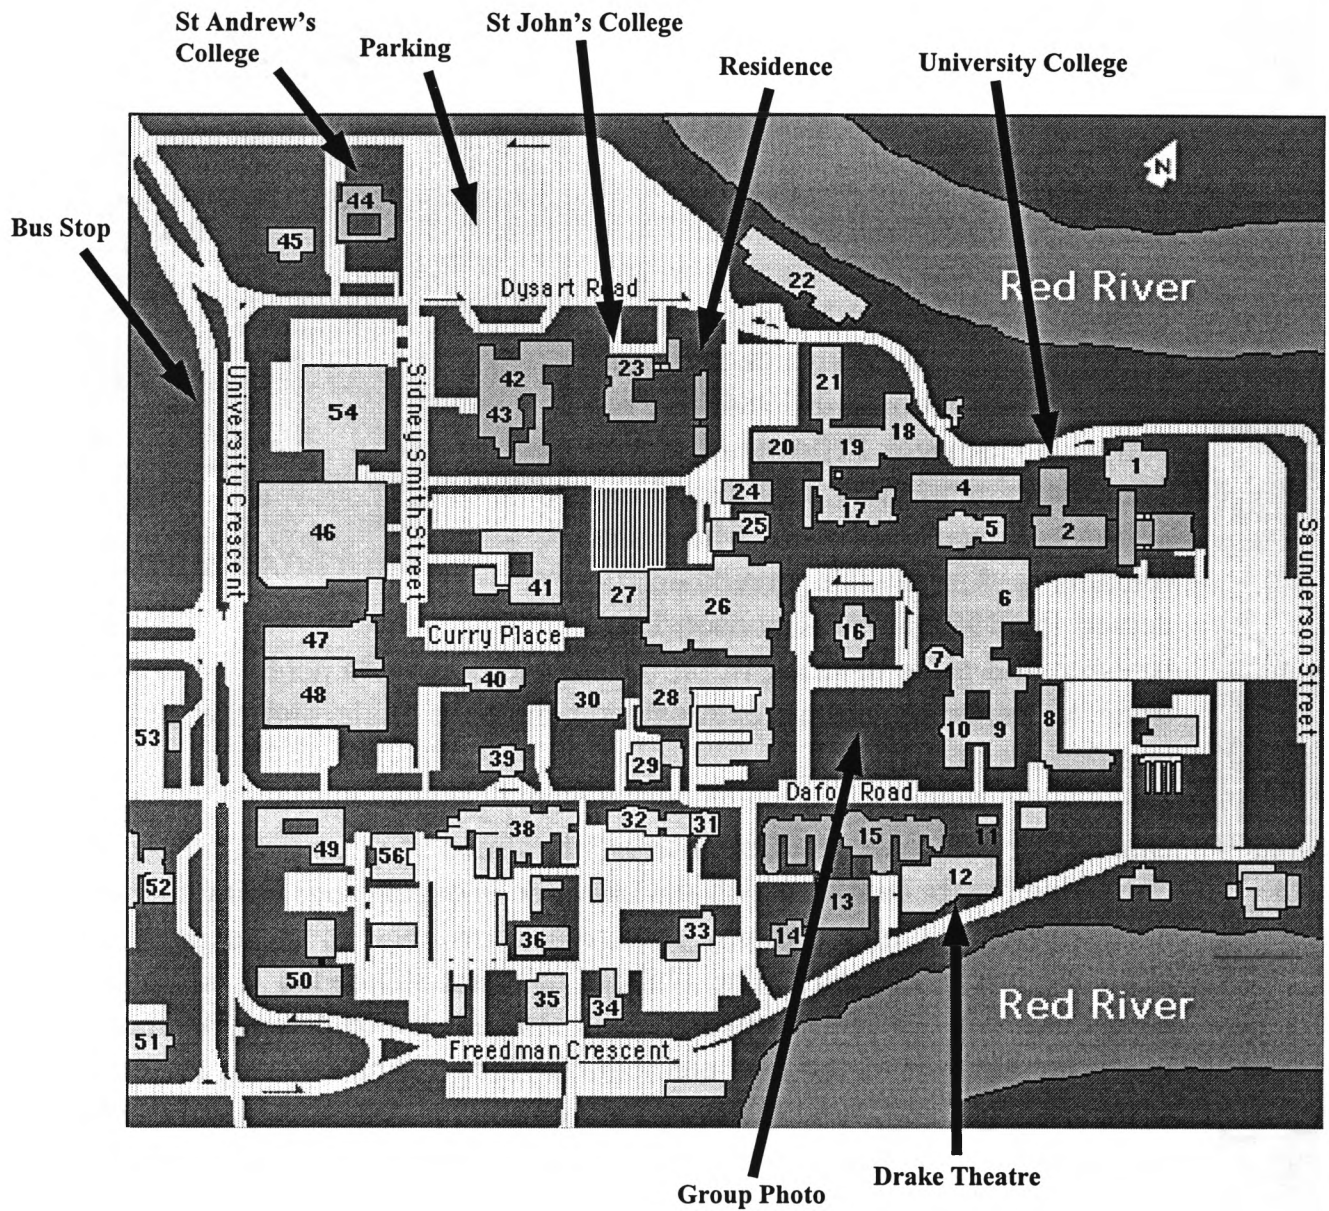 St Andrew's
College
Parking
St John's College
Residence
University College
Bus Stop
N
44
45
22
Red River
Dysart Road
23
42
43
54
21
18
20
19
1
4
24
17
25
5
2
University Crescent
Sidney Smith Street
Saunderson Street
46
41
27
26
6
16
7
Curry Place
47
48
40
30
28
10
9
8
53
39
29
Dafoe Road
49
56
38
32
31
15
11
12
52
36
33
13
14
50
35
34
51
Freedman Crescent
Red River
Group Photo
Drake Theatre